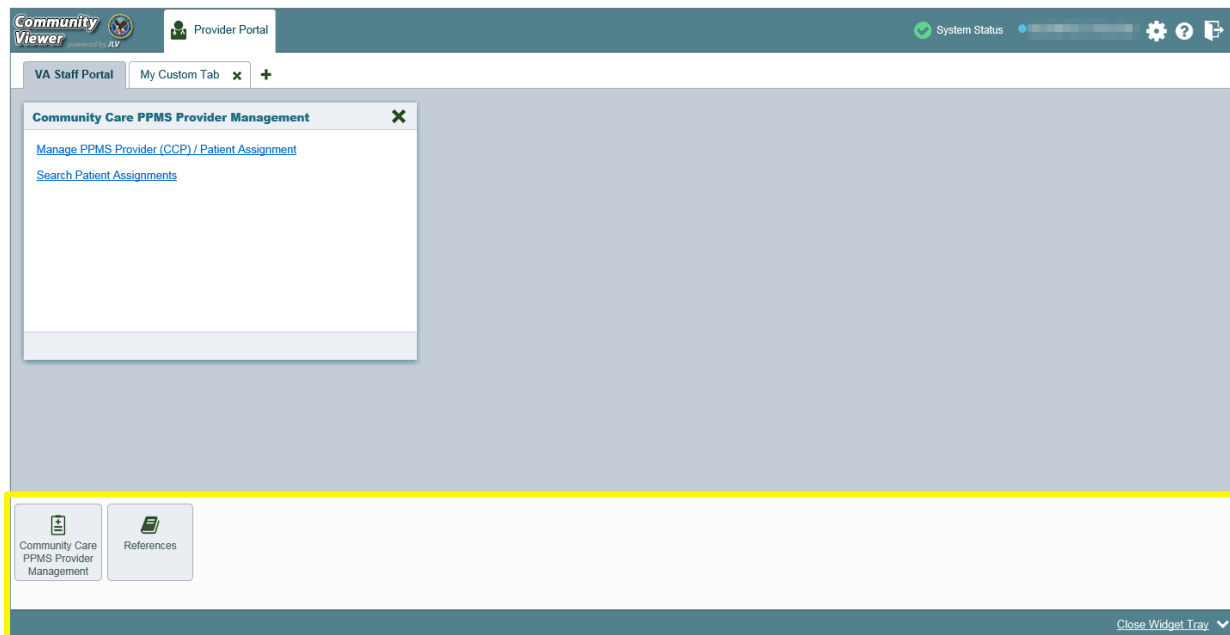 Community
Viewer powered by JLV
Provider Portal
System Status
VA Staff Portal
My Custom Tab
Community Care PPMS Provider Management
Manage PPMS Provider (CCP) / Patient Assignment
Search Patient Assignments
Community Care
PPMS Provider
Management
References
Close Widget Tray